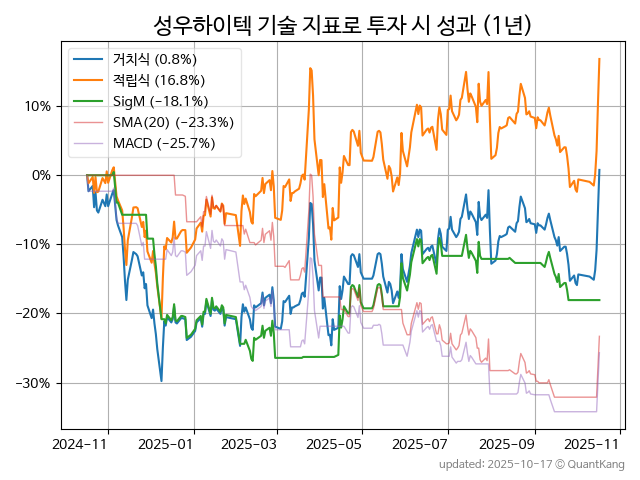 성우하이텍 기술 지표로 투자 시 성과 (1년)
거치식 (0.8%)
적립식 (16.8%)
SigM (−18.1%)
SMA(20) (−23.3%)
MACD (−25.7%)
10%
0%
−10%
−20%
−30%
2024−11 2025−01 2025−03 2025−05 2025−07 2025−09 2025−11
updated: 2025-10-17 © QuantKang